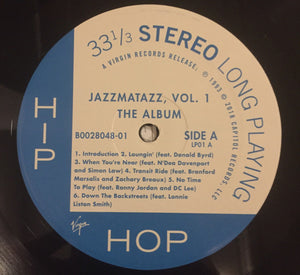 33 1/3 STEREO LONG PLAYING
A VIRGIN RECORDS RELEASE;
℗ © 1993 © 2018 CAPITOL RECORDS, LLC
JAZZMATAZZ, VOL. 1
THE ALBUM
B0028048-01
SIDE A
LP01 A
1. Introduction 2. Loungin' (feat. Donald Byrd)
3. When You're Near (feat. N'Dea Davenport
and Simon Law) 4. Transit Ride (feat. Branford
Marsalis and Zachary Breaux) 5. No Time
To Play (feat. Ronny Jordan and DC Lee)
6. Down The Backstreets (feat. Lonnie
Liston Smith)
Virgin
HIP
HOP